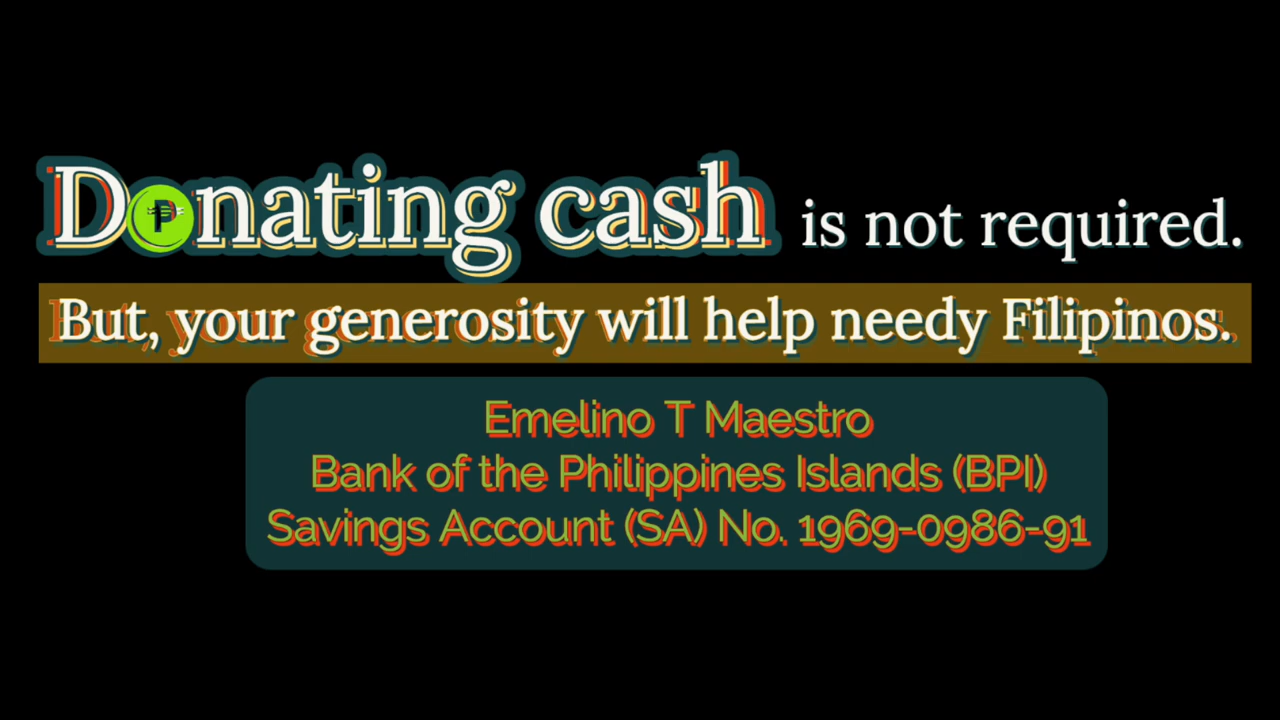 Donating cash is not required.
But, your generosity will help needy Filipinos.
Emelino T Maestro
Bank of the Philippines Islands (BPI)
Savings Account (SA) No. 1969-0986-91